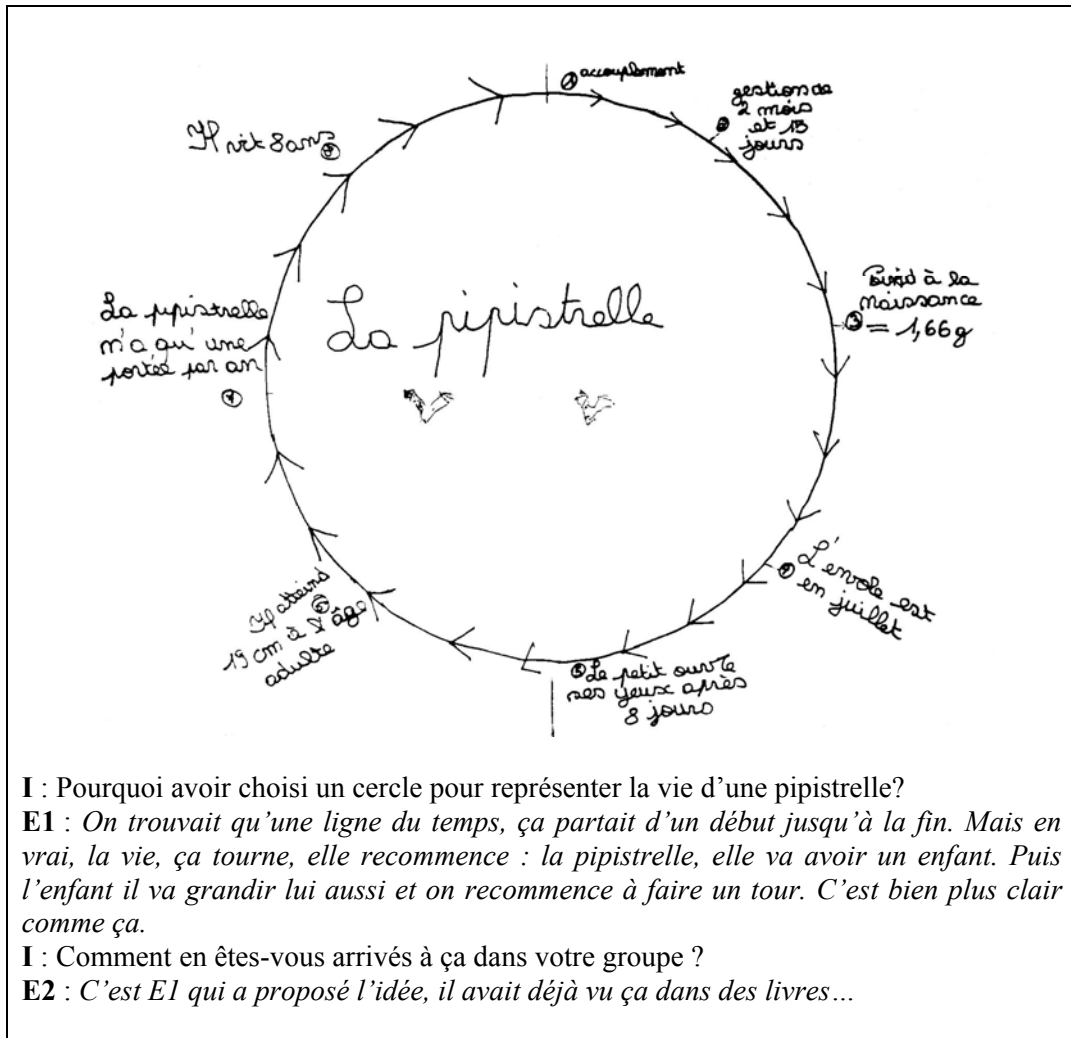 ① accouplement
gestion de
② 2 mois
et 15
jours
Poid à la
naissance
③ = 1,66g
④ L'envole est
en juillet
⑤ Le petit ouvre
ses yeux après
8 jours
Il atteins
⑥
19 cm à l'âge
adulte
La pipistrelle
n'a qu'une
portée par an
⑦
Il vit 8 ans
La pipistrelle
I : Pourquoi avoir choisi un cercle pour représenter la vie d’une pipistrelle?
E1 : On trouvait qu’une ligne du temps, ça partait d’un début jusqu’à la fin. Mais en
vrai, la vie, ça tourne, elle recommence : la pipistrelle, elle va avoir un enfant. Puis
l’enfant il va grandir lui aussi et on recommence à faire un tour. C’est bien plus clair
comme ça.
I : Comment en êtes-vous arrivés à ça dans votre groupe ?
E2 : C’est E1 qui a proposé l’idée, il avait déjà vu ça dans des livres…